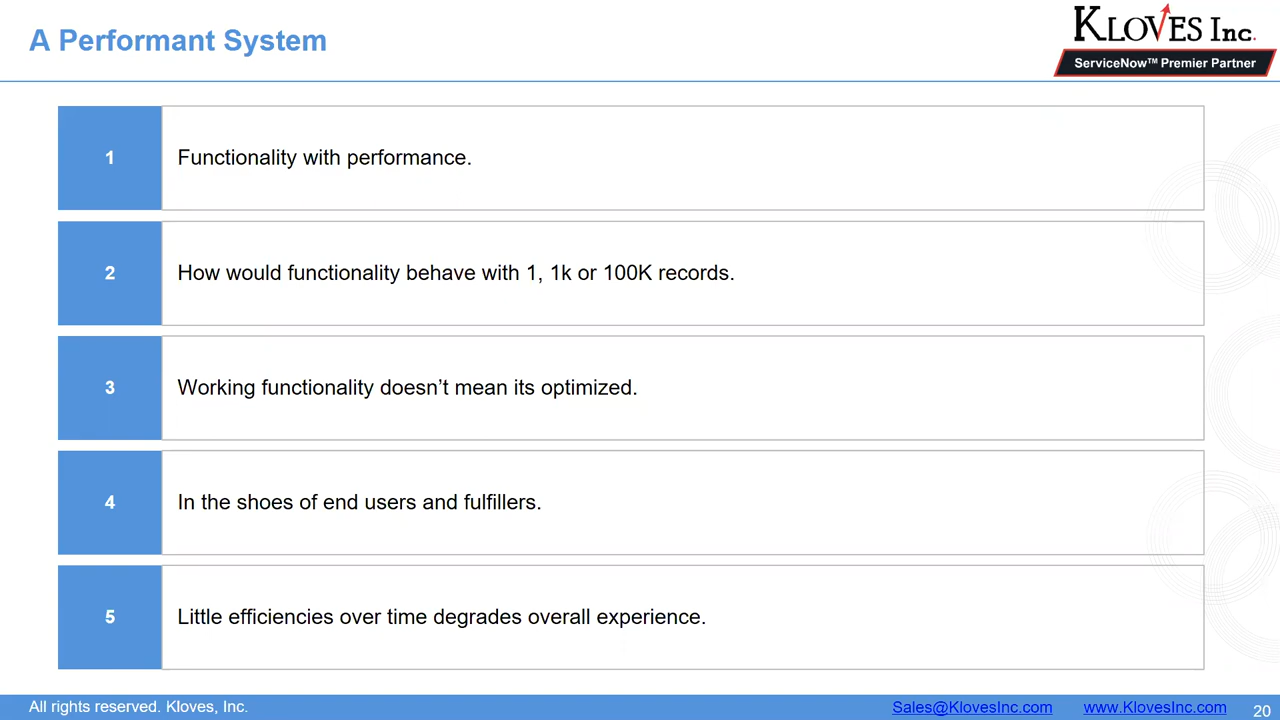 A Performant System
KLOVES INC.
ServiceNow™ Premier Partner
1
Functionality with performance.
2
How would functionality behave with 1, 1k or 100K records.
3
Working functionality doesn’t mean its optimized.
4
In the shoes of end users and fulfillers.
5
Little efficiencies over time degrades overall experience.
All rights reserved. Kloves, Inc.
Sales@KlovesInc.com
www.KlovesInc.com
20